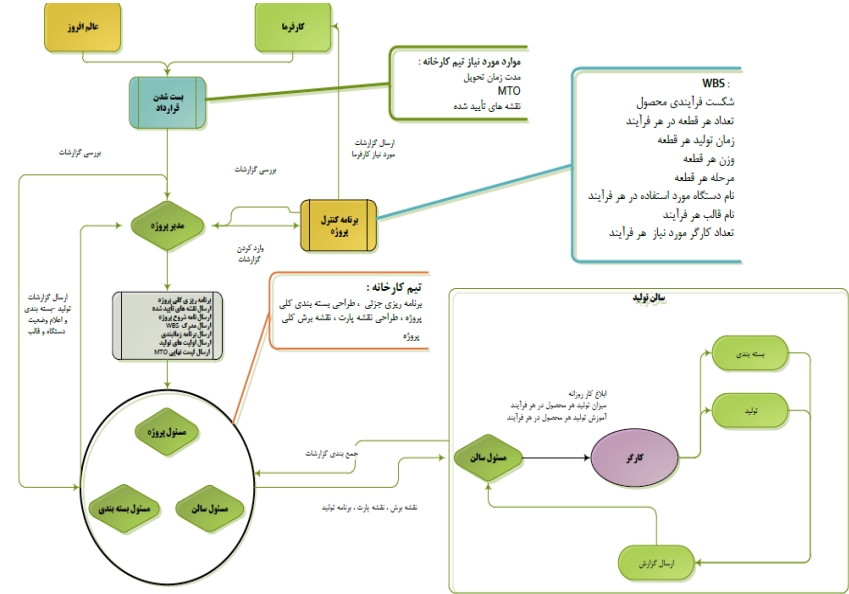 عالم افروز
کارفرما
بست شدن
قرارداد
موارد مورد نیاز تیم کارخانه :
مدت زمان تحویل
MTO
نقشه های تأیید شده
WBS :
شکست فرآیندی محصول
تعداد هر قطعه در هر فرآیند
زمان تولید هر قطعه
وزن هر قطعه
مرحله هر قطعه
نام دستگاه مورد استفاده در هر فرآیند
نام قالب هر فرآیند
تعداد کارگر مورد نیاز هر فرآیند
ارسال گزارشات
مورد نیاز کارفرما
بررسی گزارشات
بررسی گزارشات
مدیر پروژه
برنامه کنترل
پروژه
وارد کردن
گزارشات
ارسال گزارشات
تولید -بسته بندی
و اعلام وضعیت
دستگاه و قالب
برنامه ریزی کلی پروژه
ارسال نقشه های تأیید شده
ارسال نامه شروع پروژه
ارسال مدرک WBS
ارسال برنامه زمانبندی
ارسال اولیت های تولید
ارسال لیست نهایی MTO
تیم کارخانه :
برنامه ریزی جزئی ، طراحی بسته بندی کلی
پروژه ، طراحی نقشه پارت ، نقشه برش کلی
پروژه
مسئول پروژه
مسئول بسته بندی
مسئول سالن
جمع بندی گزارشات
نقشه برش ، نقشه پارت ، برنامه تولید
سالن تولید
بسته بندی
تولید
ابلاغ کار روزانه
میزان تولید هر محصول در هر فرآیند
آموزش تولید هر محصول در هر فرآیند
مسئول سالن
کارگر
ارسال گزارش